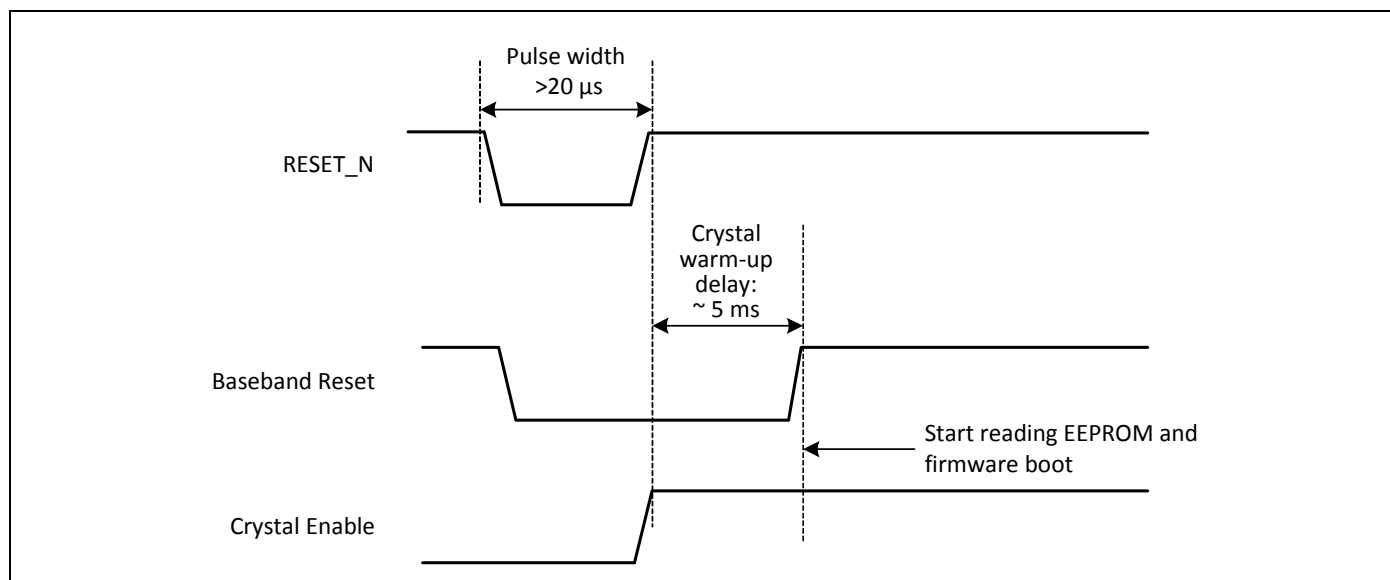 Pulse width
>20 µs
RESET_N
Crystal
warm-up
delay:
~ 5 ms
Baseband Reset
Start reading EEPROM and
firmware boot
Crystal Enable